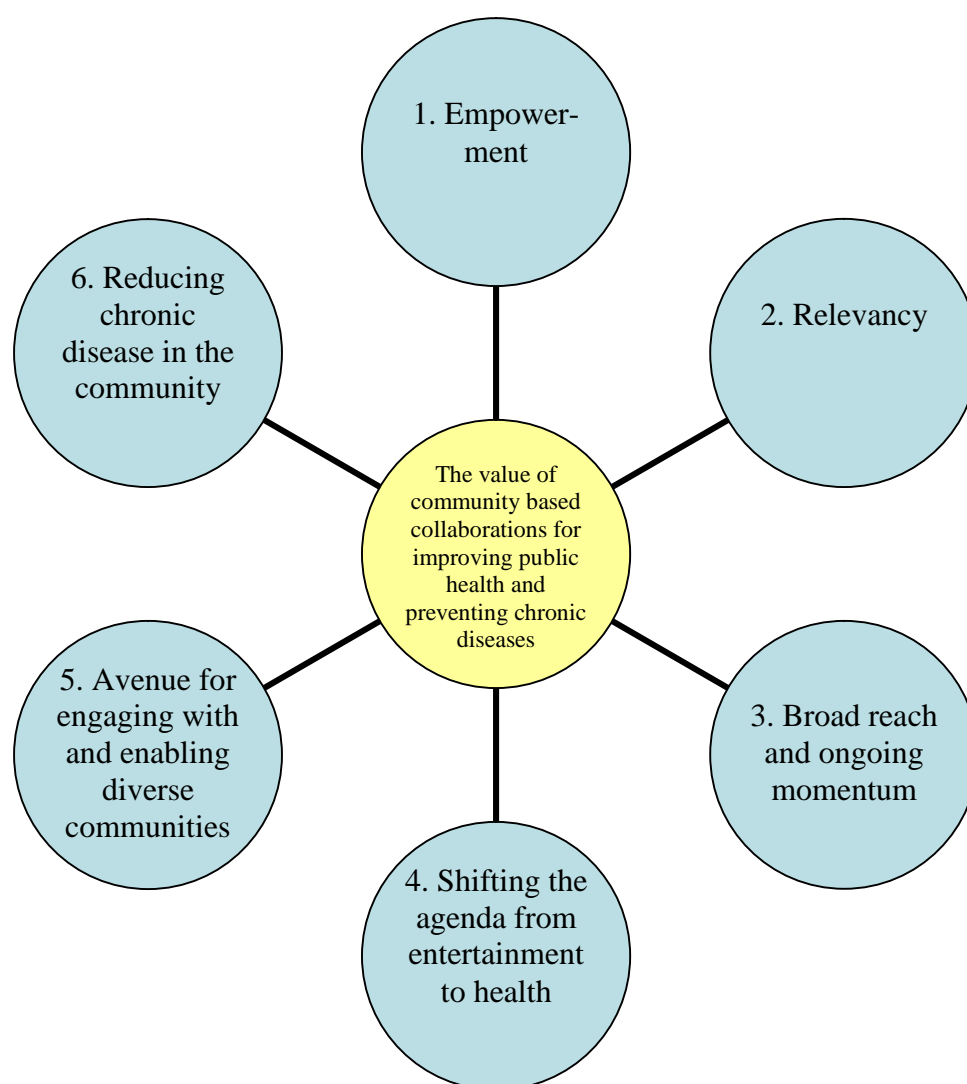 1. Empower-
ment
2. Relevancy
3. Broad reach
and ongoing
momentum
4. Shifting the
agenda from
entertainment
to health
5. Avenue for
engaging with
and enabling
diverse
communities
6. Reducing
chronic
disease in the
community
The value of
community based
collaborations for
improving public
health and
preventing chronic
diseases